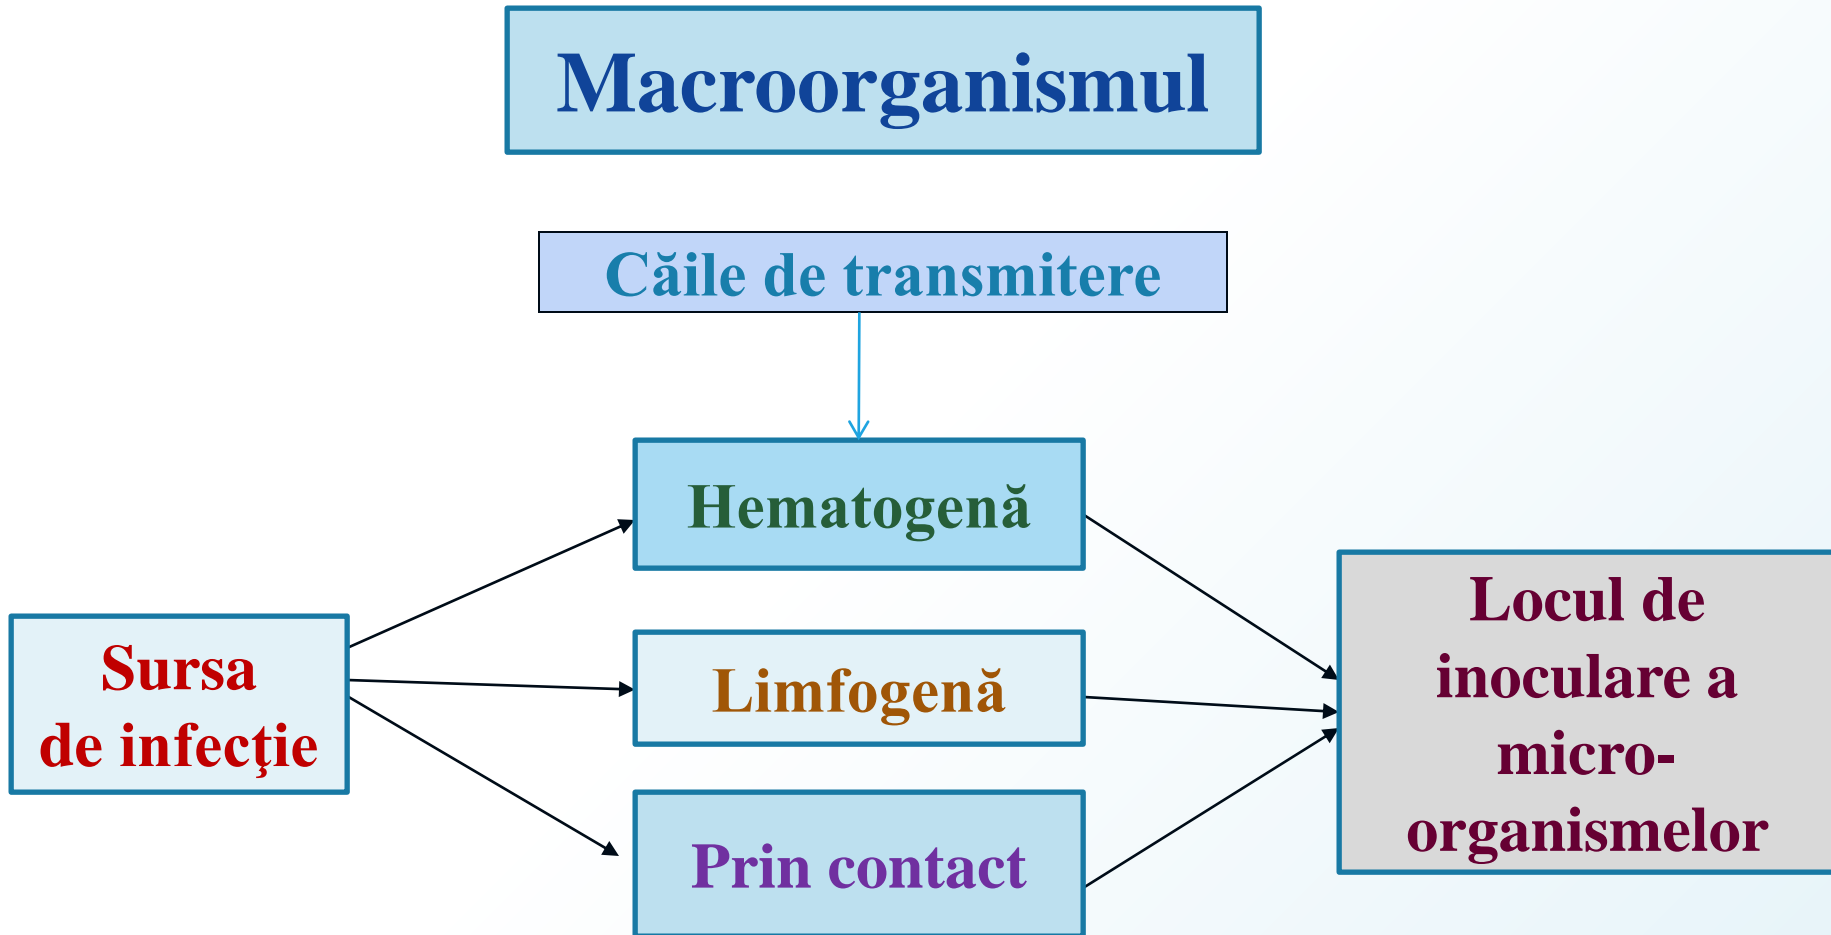 Macroorganismul
Căile de transmitere
Hematogenă
Sursa
de infecţie
Limfogenă
Prin contact
Locul de
inoculare a
micro-
organismelor